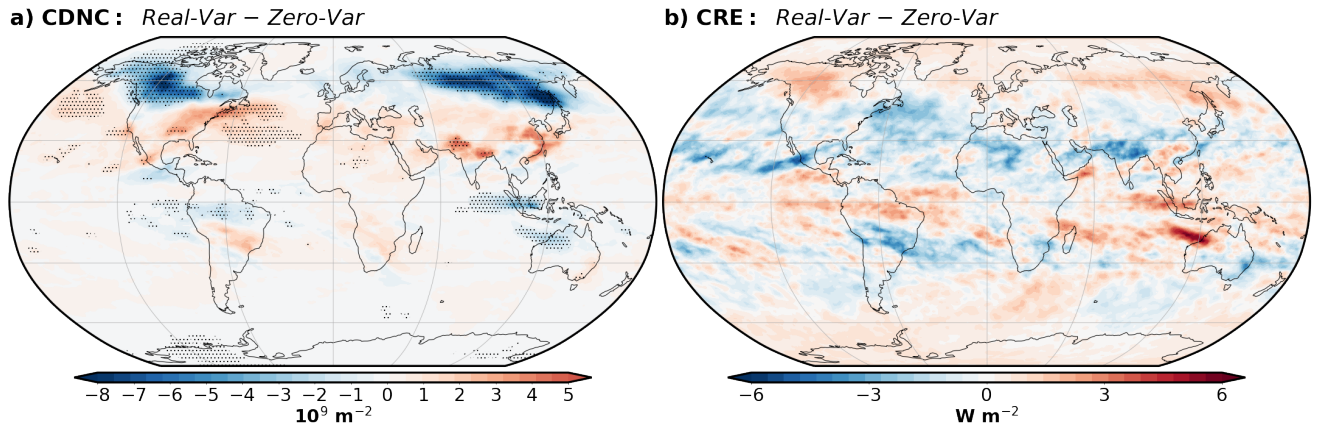 a) CDNC : Real-Var − Zero-Var
b) CRE : Real-Var − Zero-Var
−8 −7 −6 −5 −4 −3 −2 −1 0 1 2 3 4 5
10⁹ m⁻²
−6 −3 0 3 6
W m⁻²